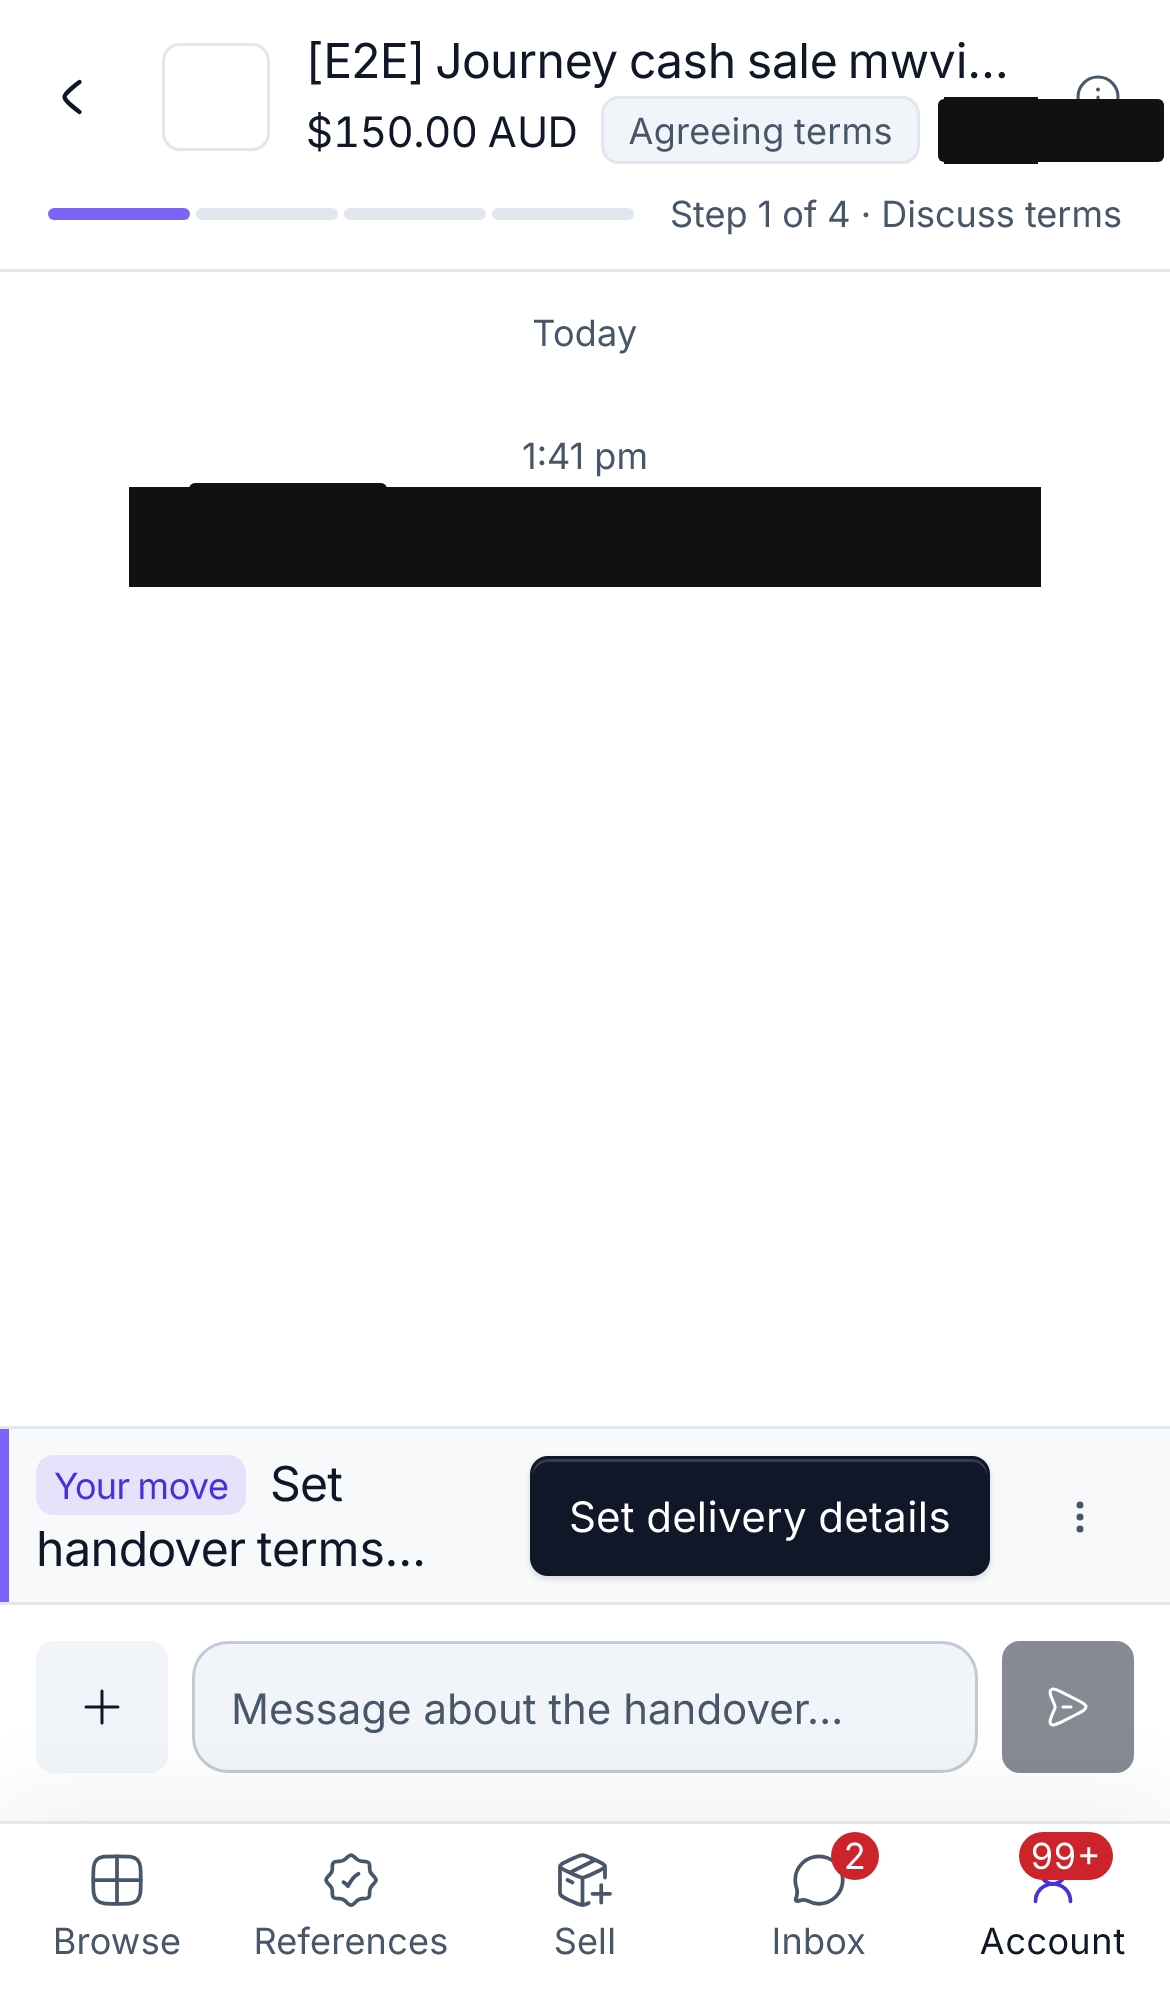 [E2E] Journey cash sale mwvi...
$150.00 AUD Agreeing terms
Step 1 of 4 · Discuss terms
Today
1:41 pm
Your move Set
handover terms...
Set delivery details
Message about the handover...
2
99+
Browse References Sell Inbox Account